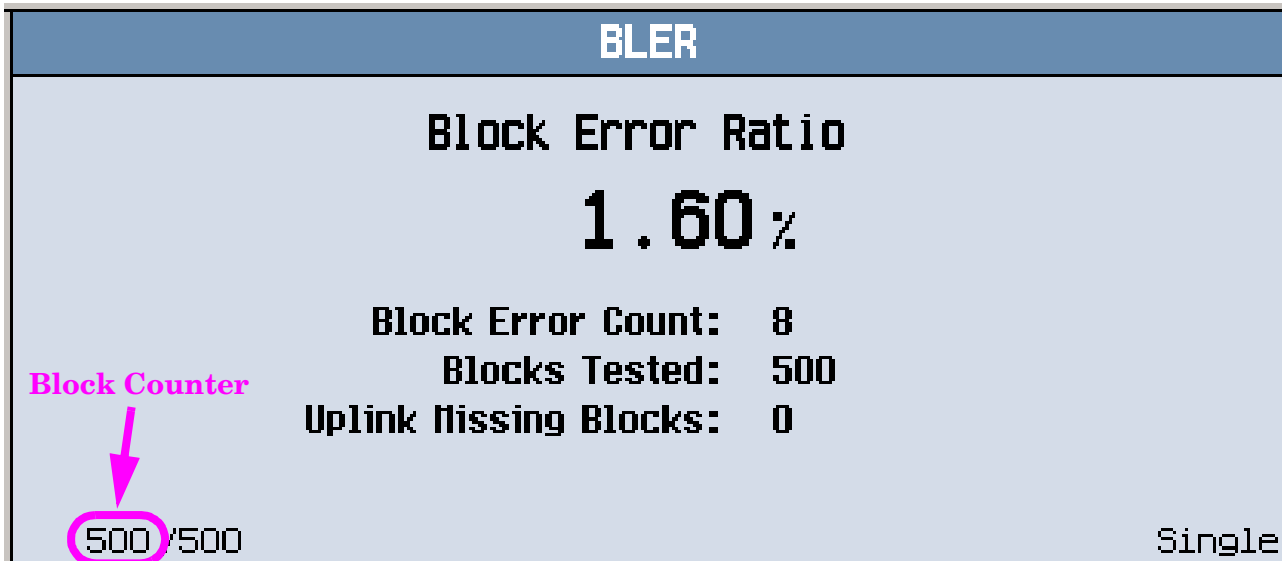 BLER
Block Error Ratio
1.60 %
Block Error Count: 8
Blocks Tested: 500
Uplink Missing Blocks: 0
Block Counter
500/500
Single